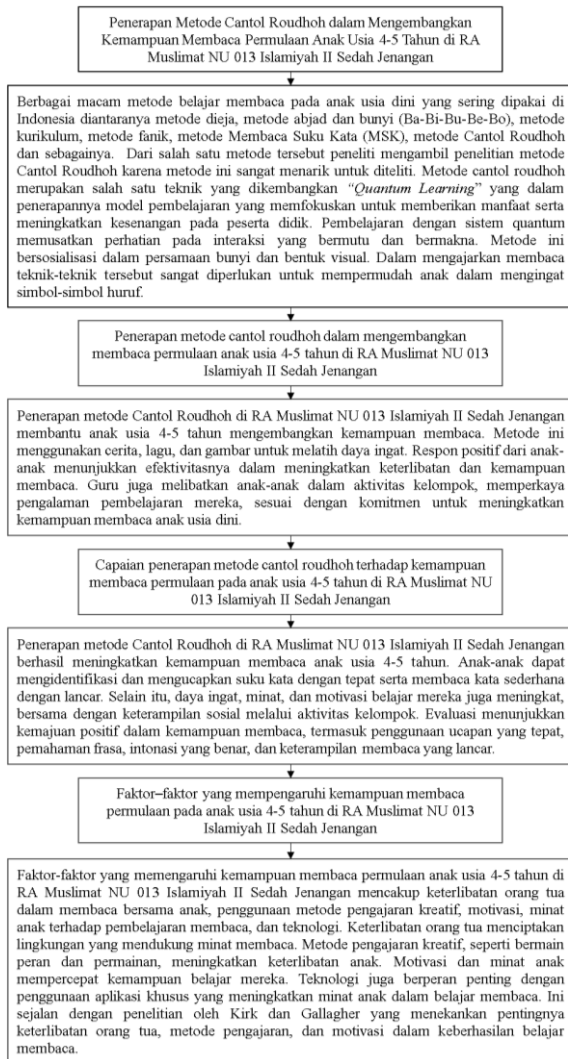 Penerapan Metode Cantol Roudhoh dalam Mengembangkan
Kemampuan Membaca Permulaan Anak Usia 4-5 Tahun di RA
Muslimat NU 013 Islamiyah II Sedah Jenangan
Berbagai macam metode belajar membaca pada anak usia dini yang sering dipakai di
Indonesia diantaranya metode dieja, metode abjad dan bunyi (Ba-Bi-Bu-Be-Bo), metode
kurikulum, metode fanik, metode Membaca Suku Kata (MSK), metode Cantol Roudhoh
dan sebagainya. Dari salah satu metode tersebut peneliti mengambil penelitian metode
Cantol Roudhoh karena metode ini sangat menarik untuk diteliti. Metode cantol roudhoh
merupakan salah satu teknik yang dikembangkan “Quantum Learning” yang dalam
penerapannya model pembelajaran yang memfokuskan untuk memberikan manfaat serta
meningkatkan kesenangan pada peserta didik. Pembelajaran dengan sistem quantum
memusatkan perhatian pada interaksi yang bermutu dan bermakna. Metode ini
bersosialisasi dalam persamaan bunyi dan bentuk visual. Dalam mengajarkan membaca
teknik-teknik tersebut sangat diperlukan untuk mempermudah anak dalam mengingat
simbol-simbol huruf.
Penerapan metode cantol roudhoh dalam mengembangkan
membaca permulaan anak usia 4-5 tahun di RA Muslimat NU 013
Islamiyah II Sedah Jenangan
Penerapan metode Cantol Roudhoh di RA Muslimat NU 013 Islamiyah II Sedah Jenangan
membantu anak usia 4-5 tahun mengembangkan kemampuan membaca. Metode ini
menggunakan cerita, lagu, dan gambar untuk melatih daya ingat. Respon positif dari anak-
anak menunjukkan efektivitasnya dalam meningkatkan keterlibatan dan kemampuan
membaca. Guru juga melibatkan anak-anak dalam aktivitas kelompok, memperkaya
pengalaman pembelajaran mereka, sesuai dengan komitmen untuk meningkatkan
kemampuan membaca anak usia dini.
Capaian penerapan metode cantol roudhoh terhadap kemampuan
membaca permulaan pada anak usia 4-5 tahun di RA Muslimat NU
013 Islamiyah II Sedah Jenangan
Penerapan metode Cantol Roudhoh di RA Muslimat NU 013 Islamiyah II Sedah Jenangan
berhasil meningkatkan kemampuan membaca anak usia 4-5 tahun. Anak-anak dapat
mengidentifikasi dan mengucapkan suku kata dengan tepat serta membaca kata sederhana
dengan lancar. Selain itu, daya ingat, minat, dan motivasi belajar mereka juga meningkat,
bersama dengan keterampilan sosial melalui aktivitas kelompok. Evaluasi menunjukkan
kemajuan positif dalam kemampuan membaca, termasuk penggunaan ucapan yang tepat,
pemahaman frasa, intonasi yang benar, dan keterampilan membaca yang lancar.
Faktor–faktor yang mempengaruhi kemampuan membaca
permulaan pada anak usia 4-5 tahun di RA Muslimat NU 013
Islamiyah II Sedah Jenangan
Faktor-faktor yang memengaruhi kemampuan membaca permulaan anak usia 4-5 tahun di
RA Muslimat NU 013 Islamiyah II Sedah Jenangan mencakup keterlibatan orang tua
dalam membaca bersama anak, penggunaan metode pengajaran kreatif, motivasi, minat
anak terhadap pembelajaran membaca, dan teknologi. Keterlibatan orang tua menciptakan
lingkungan yang mendukung minat membaca. Metode pengajaran kreatif, seperti bermain
peran dan permainan, meningkatkan keterlibatan anak. Motivasi dan minat anak
mempercepat kemampuan belajar mereka. Teknologi juga berperan penting dengan
penggunaan aplikasi khusus yang meningkatkan minat anak dalam belajar membaca. Ini
sejalan dengan penelitian oleh Kirk dan Gallagher yang menekankan pentingnya
keterlibatan orang tua, metode pengajaran, dan motivasi dalam keberhasilan belajar
membaca.